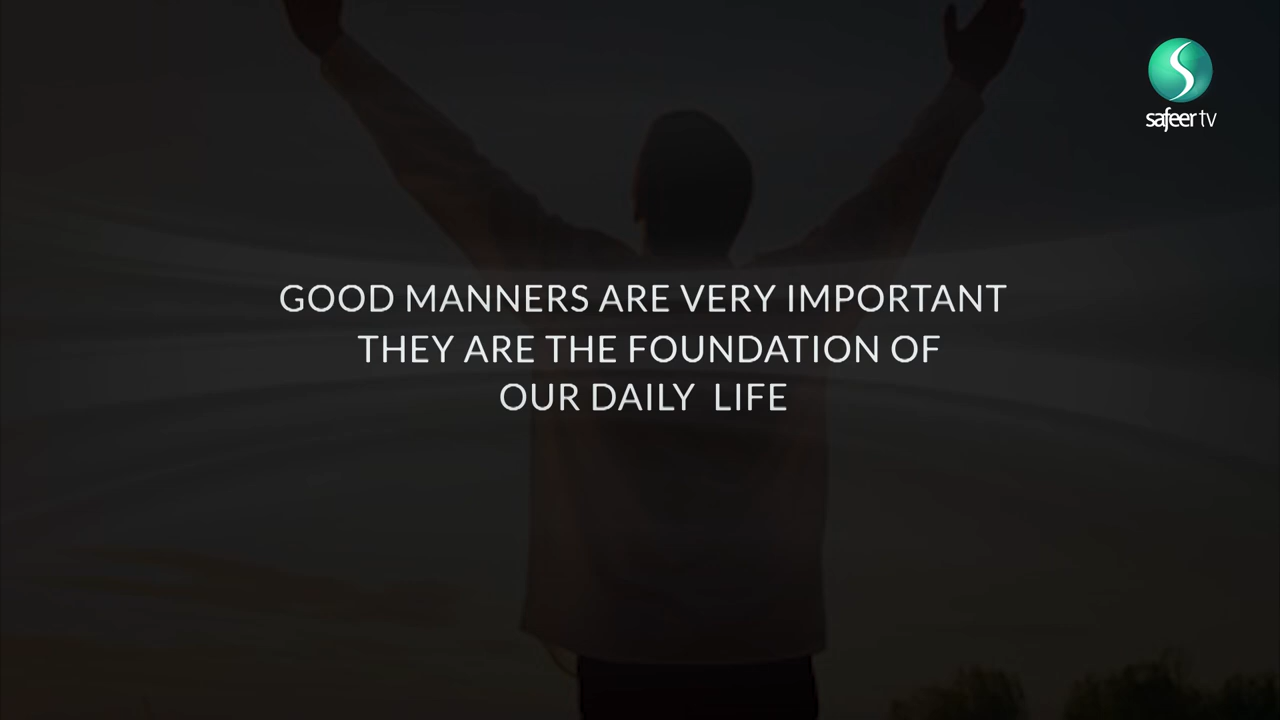 safeer tv
GOOD MANNERS ARE VERY IMPORTANT
THEY ARE THE FOUNDATION OF
OUR DAILY LIFE